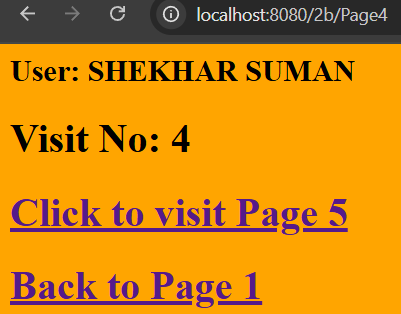 localhost:8080/2b/Page4
User: SHEKHAR SUMAN
Visit No: 4
Click to visit Page 5
Back to Page 1